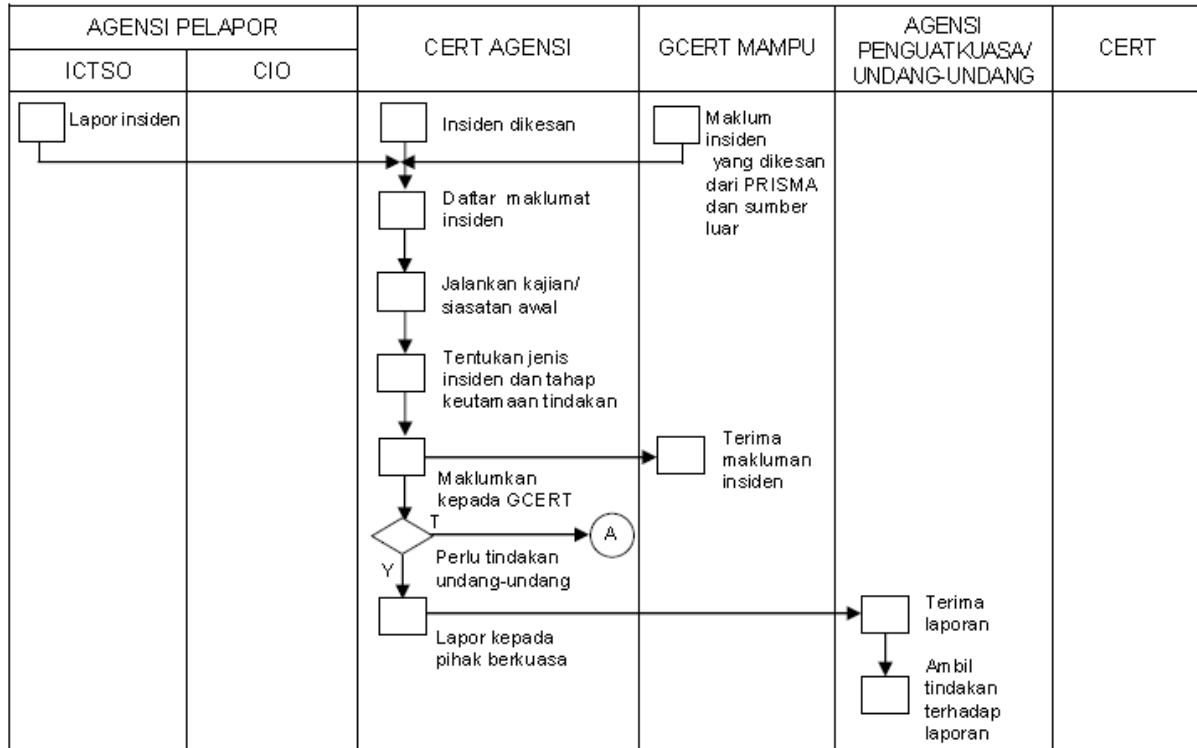 AGENSI PELAPOR
ICTSO
CIO
CERT AGENSI
GCERT MAMPU
AGENSI
PENGUATKUASA/
UNDANG-UNDANG
CERT
Lapor insiden
Insiden dikesan
Maklum
insiden
yang dikesan
dari PRISMA
dan sumber
luar
Daftar maklumat
insiden
Jalankan kajian/
siasatan awal
Tentukan jenis
insiden dan tahap
keutamaan tindakan
Maklumkan
kepada GCERT
Terima
makluman
insiden
T
A
Perlu tindakan
undang-undang
Y
Lapor kepada
pihak berkuasa
Terima
laporan
Ambil
tindakan
terhadap
laporan